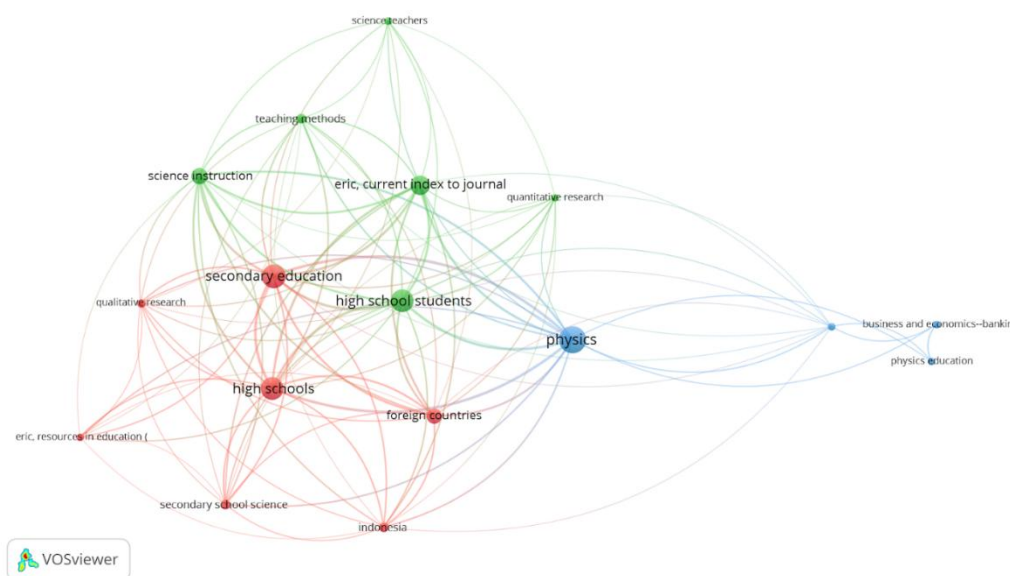 science teachers
teaching methods
science instruction
eric, current index to journal
quantitative research
secondary education
high school students
qualitative research
physics
business and economics--bankin
physics education
high schools
foreign countries
eric, resources in education (
secondary school science
indonesia
VOSviewer